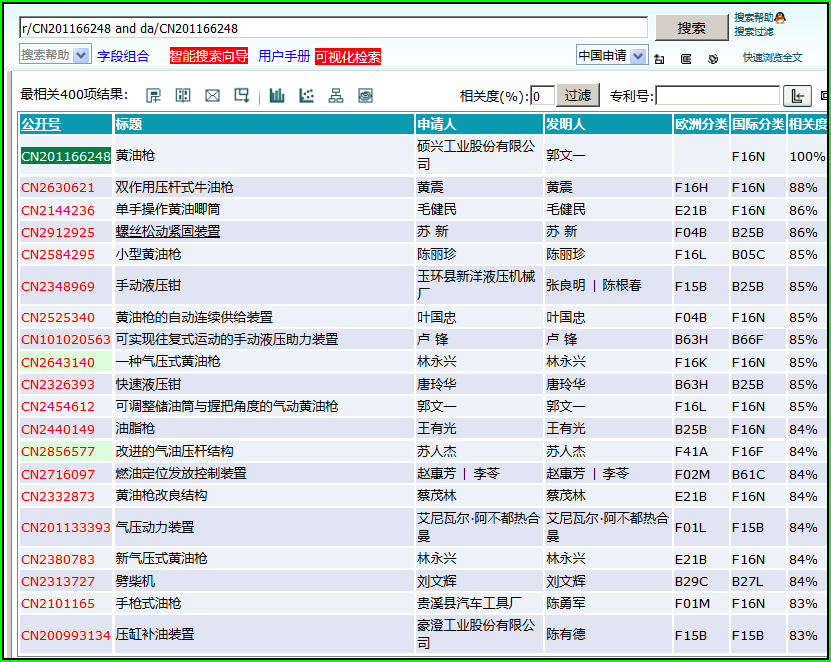 r/CN201166248 and da/CN201166248 搜索 搜索帮助
搜索过滤
搜索帮助 字段组合 智能搜索向导 用户手册 可视化检索 中国申请 快速浏览全文
最相关400项结果: 相关度(%): 0 过滤 专利号:
公开号 标题 申请人 发明人 欧洲分类 国际分类 相关度
CN201166248 黄油枪 硕兴工业股份有限公司 郭文一 F16N 100%
CN2630621 双作用压杆式牛油枪 黄震 黄震 F16H F16N 88%
CN2144236 单手操作黄油唧筒 毛健民 毛健民 E21B F16N 86%
CN2912925 螺丝松动紧固装置 苏 新 苏 新 F04B B25B 86%
CN2584295 小型黄油枪 陈丽珍 陈丽珍 F16L B05C 85%
CN2348969 手动液压钳 玉环县新洋液压机械厂 张良明 | 陈根春 F15B B25B 85%
CN2525340 黄油枪的自动连续供给装置 叶国忠 叶国忠 F04B F16N 85%
CN101020563 可实现往复式运动的手动液压助力装置 卢 锋 卢 锋 B63H B66F 85%
CN2643140 一种气压式黄油枪 林永兴 林永兴 F16K F16N 85%
CN2326393 快速液压钳 唐玲华 唐玲华 B63H B25B 85%
CN2454612 可调整储油筒与握把角度的气动黄油枪 郭文一 郭文一 F16L F16N 85%
CN2440149 油脂枪 王有光 王有光 B25B F16N 84%
CN2856577 改进的气油压杆结构 苏人杰 苏人杰 F41A F16F 84%
CN2716097 燃油定位发放控制装置 赵惠芳 | 李苓 赵惠芳 | 李苓 F02M B61C 84%
CN2332873 黄油枪改良结构 蔡茂林 蔡茂林 E21B F16N 84%
CN201133393 气压动力装置 艾尼瓦尔·阿不都热合曼 艾尼瓦尔·阿不都热合曼 F01L F15B 84%
CN2380783 新气压式黄油枪 林永兴 林永兴 E21B F16N 84%
CN2313727 劈柴机 刘文辉 刘文辉 B29C B27L 84%
CN2101165 手枪式油枪 贵溪县汽车工具厂 陈勇军 F01M F16N 83%
CN200993134 压缸补油装置 豪澄工业股份有限公司 陈有德 F15B F15B 83%